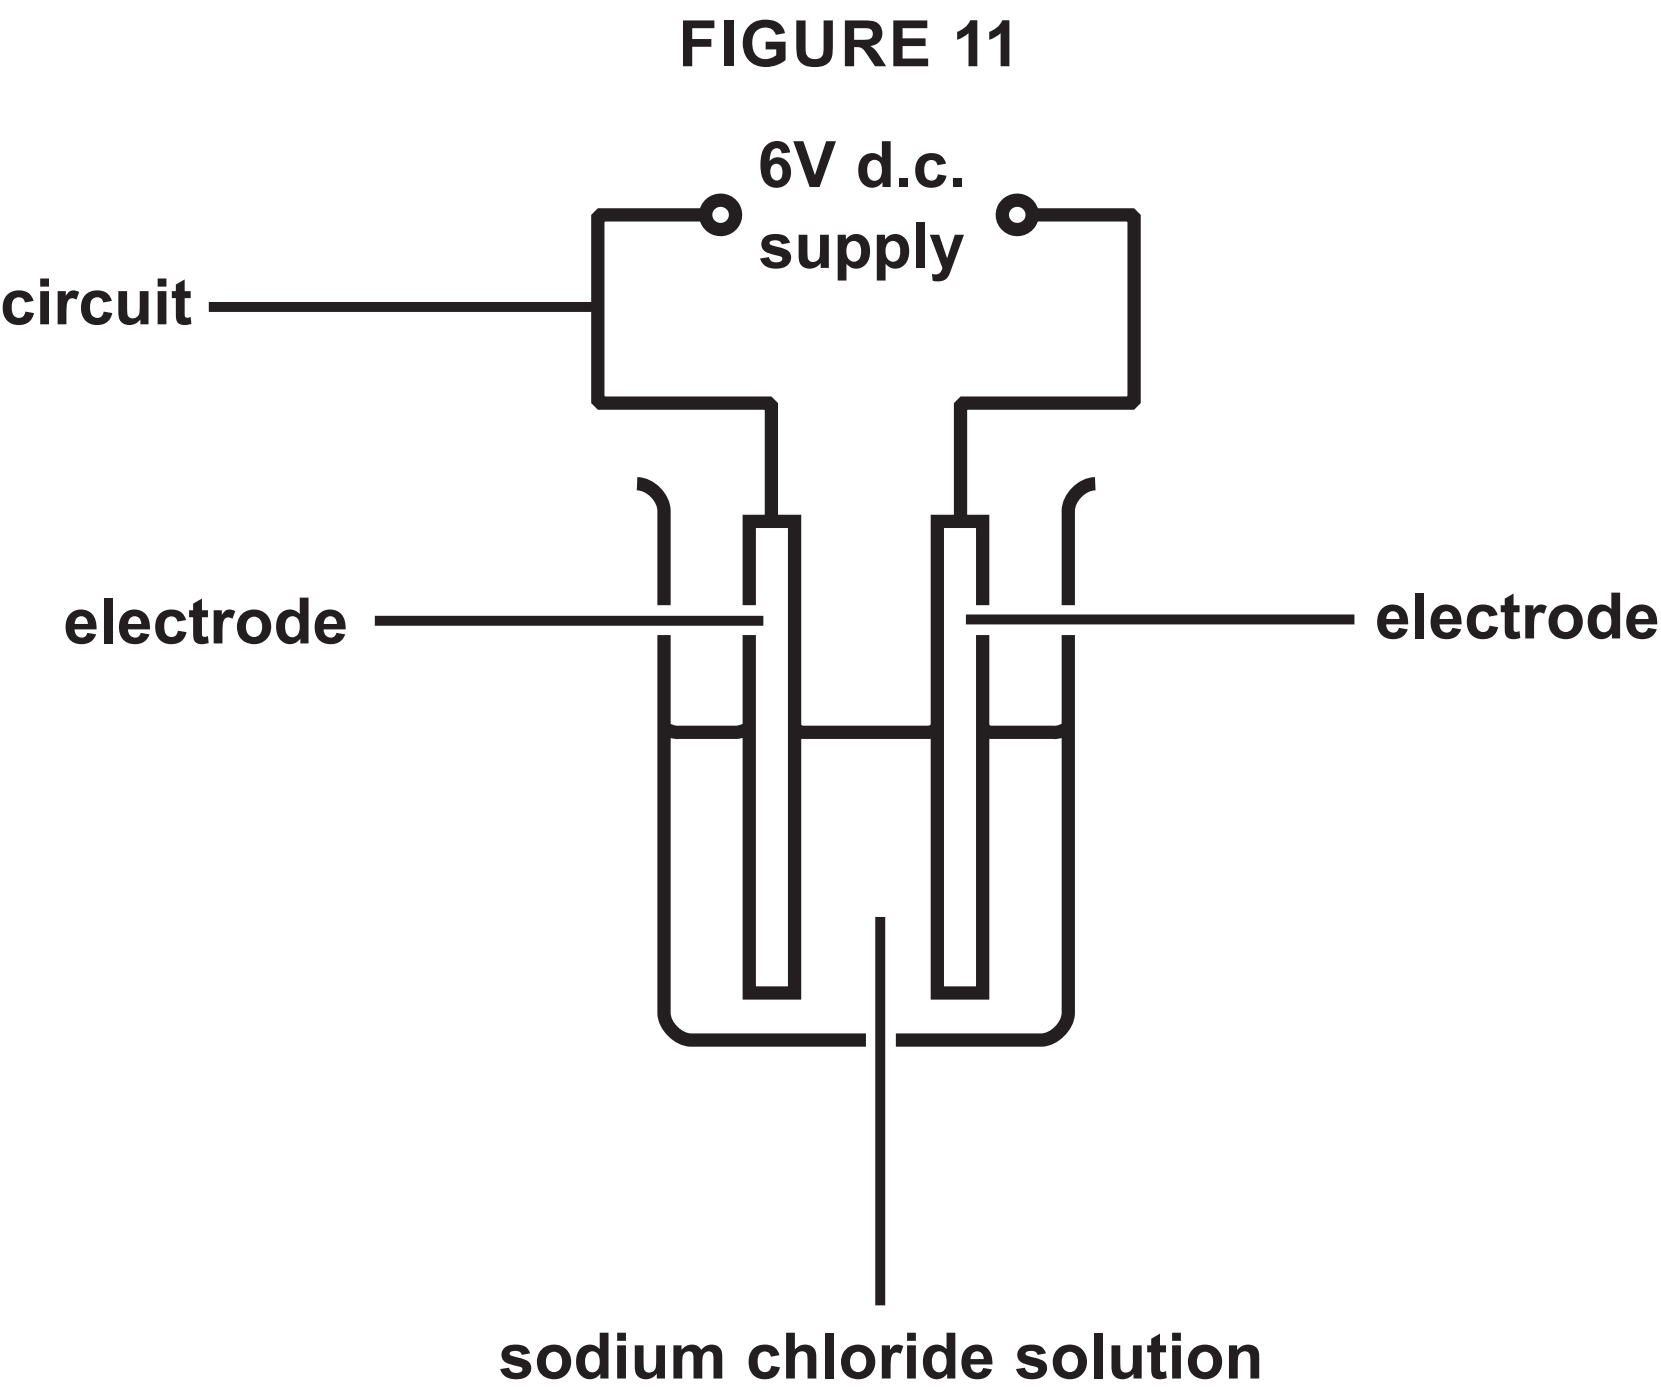 FIGURE 11
6V d.c.
supply
circuit
electrode
electrode
sodium chloride solution